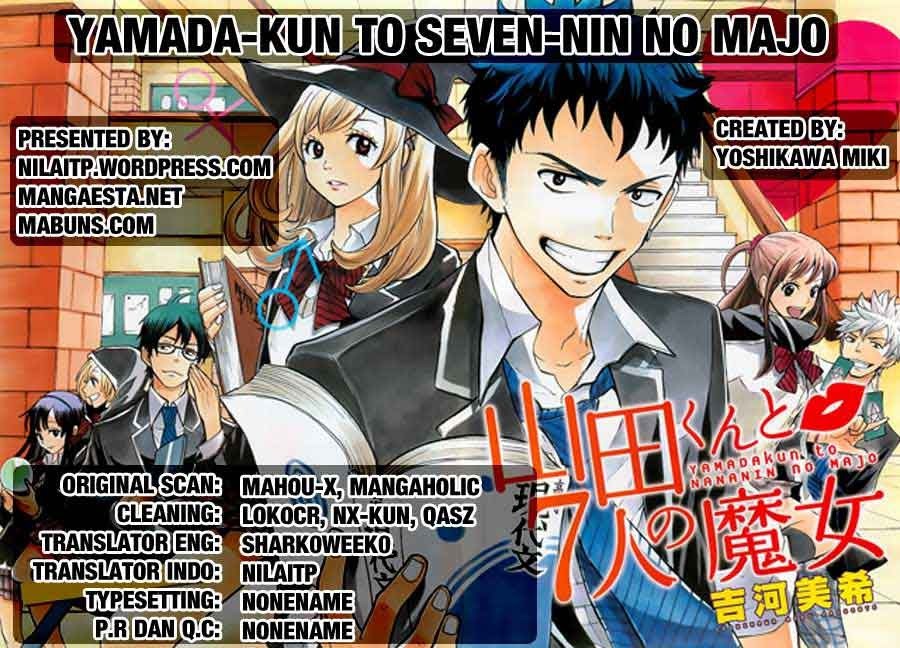 YAMADA-KUN TO SEVEN-NIN NO MAJO
PRESENTED BY:
NILAITP.WORDPRESS.COM
MANGAESTA.NET
MABUNS.COM
CREATED BY:
YOSHIKAWA MIKI
山田くんと
YAMADAKUN to
NANANIN NO MAJO
7人の魔女
吉河美希
現代文
ORIGINAL SCAN: MAHOU-X, MANGAHOLIC
CLEANING: LOKOCR, NX-KUN, QASZ
TRANSLATOR ENG: SHARKOWEEKO
TRANSLATOR INDO: NILAITP
TYPESETTING: NONENAME
P.R DAN Q.C: NONENAME